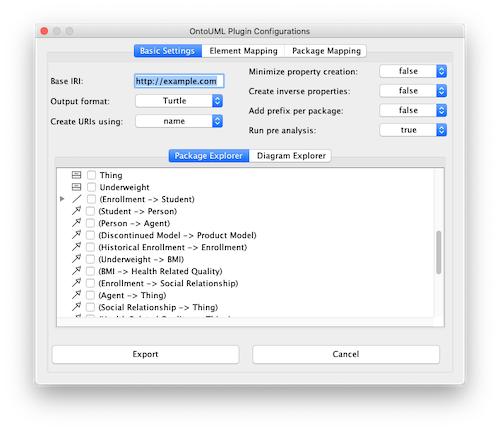 OntoUML Plugin Configurations
Basic Settings Element Mapping Package Mapping
Base IRI: http://example.com
Output format: Turtle
Create URIs using: name
Minimize property creation: false
Create inverse properties: false
Add prefix per package: false
Run pre analysis: true
Package Explorer Diagram Explorer
Thing
Underweight
(Enrollment -> Student)
(Student -> Person)
(Person -> Agent)
(Discontinued Model -> Product Model)
(Historical Enrollment -> Enrollment)
(Underweight -> BMI)
(BMI -> Health Related Quality)
(Enrollment -> Social Relationship)
(Agent -> Thing)
(Social Relationship -> Thing)
Export Cancel